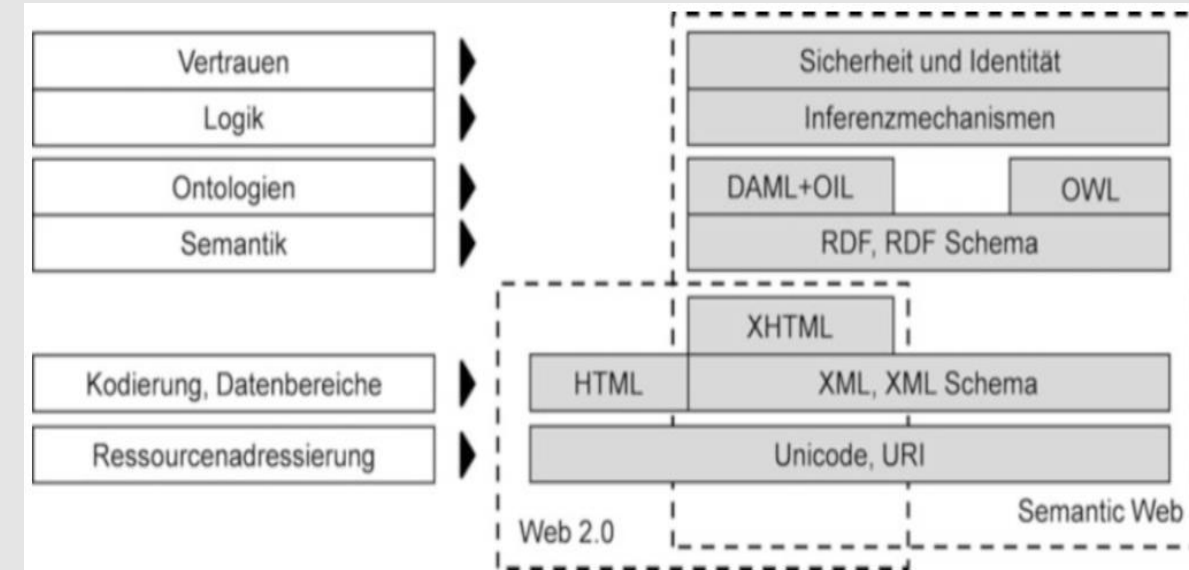 Vertrauen
Sicherheit und Identität
Logik
Inferenzmechanismen
Ontologien
DAML+OIL
OWL
Semantik
RDF, RDF Schema
XHTML
Kodierung, Datenbereiche
HTML
XML, XML Schema
Ressourcenadressierung
Unicode, URI
Web 2.0
Semantic Web